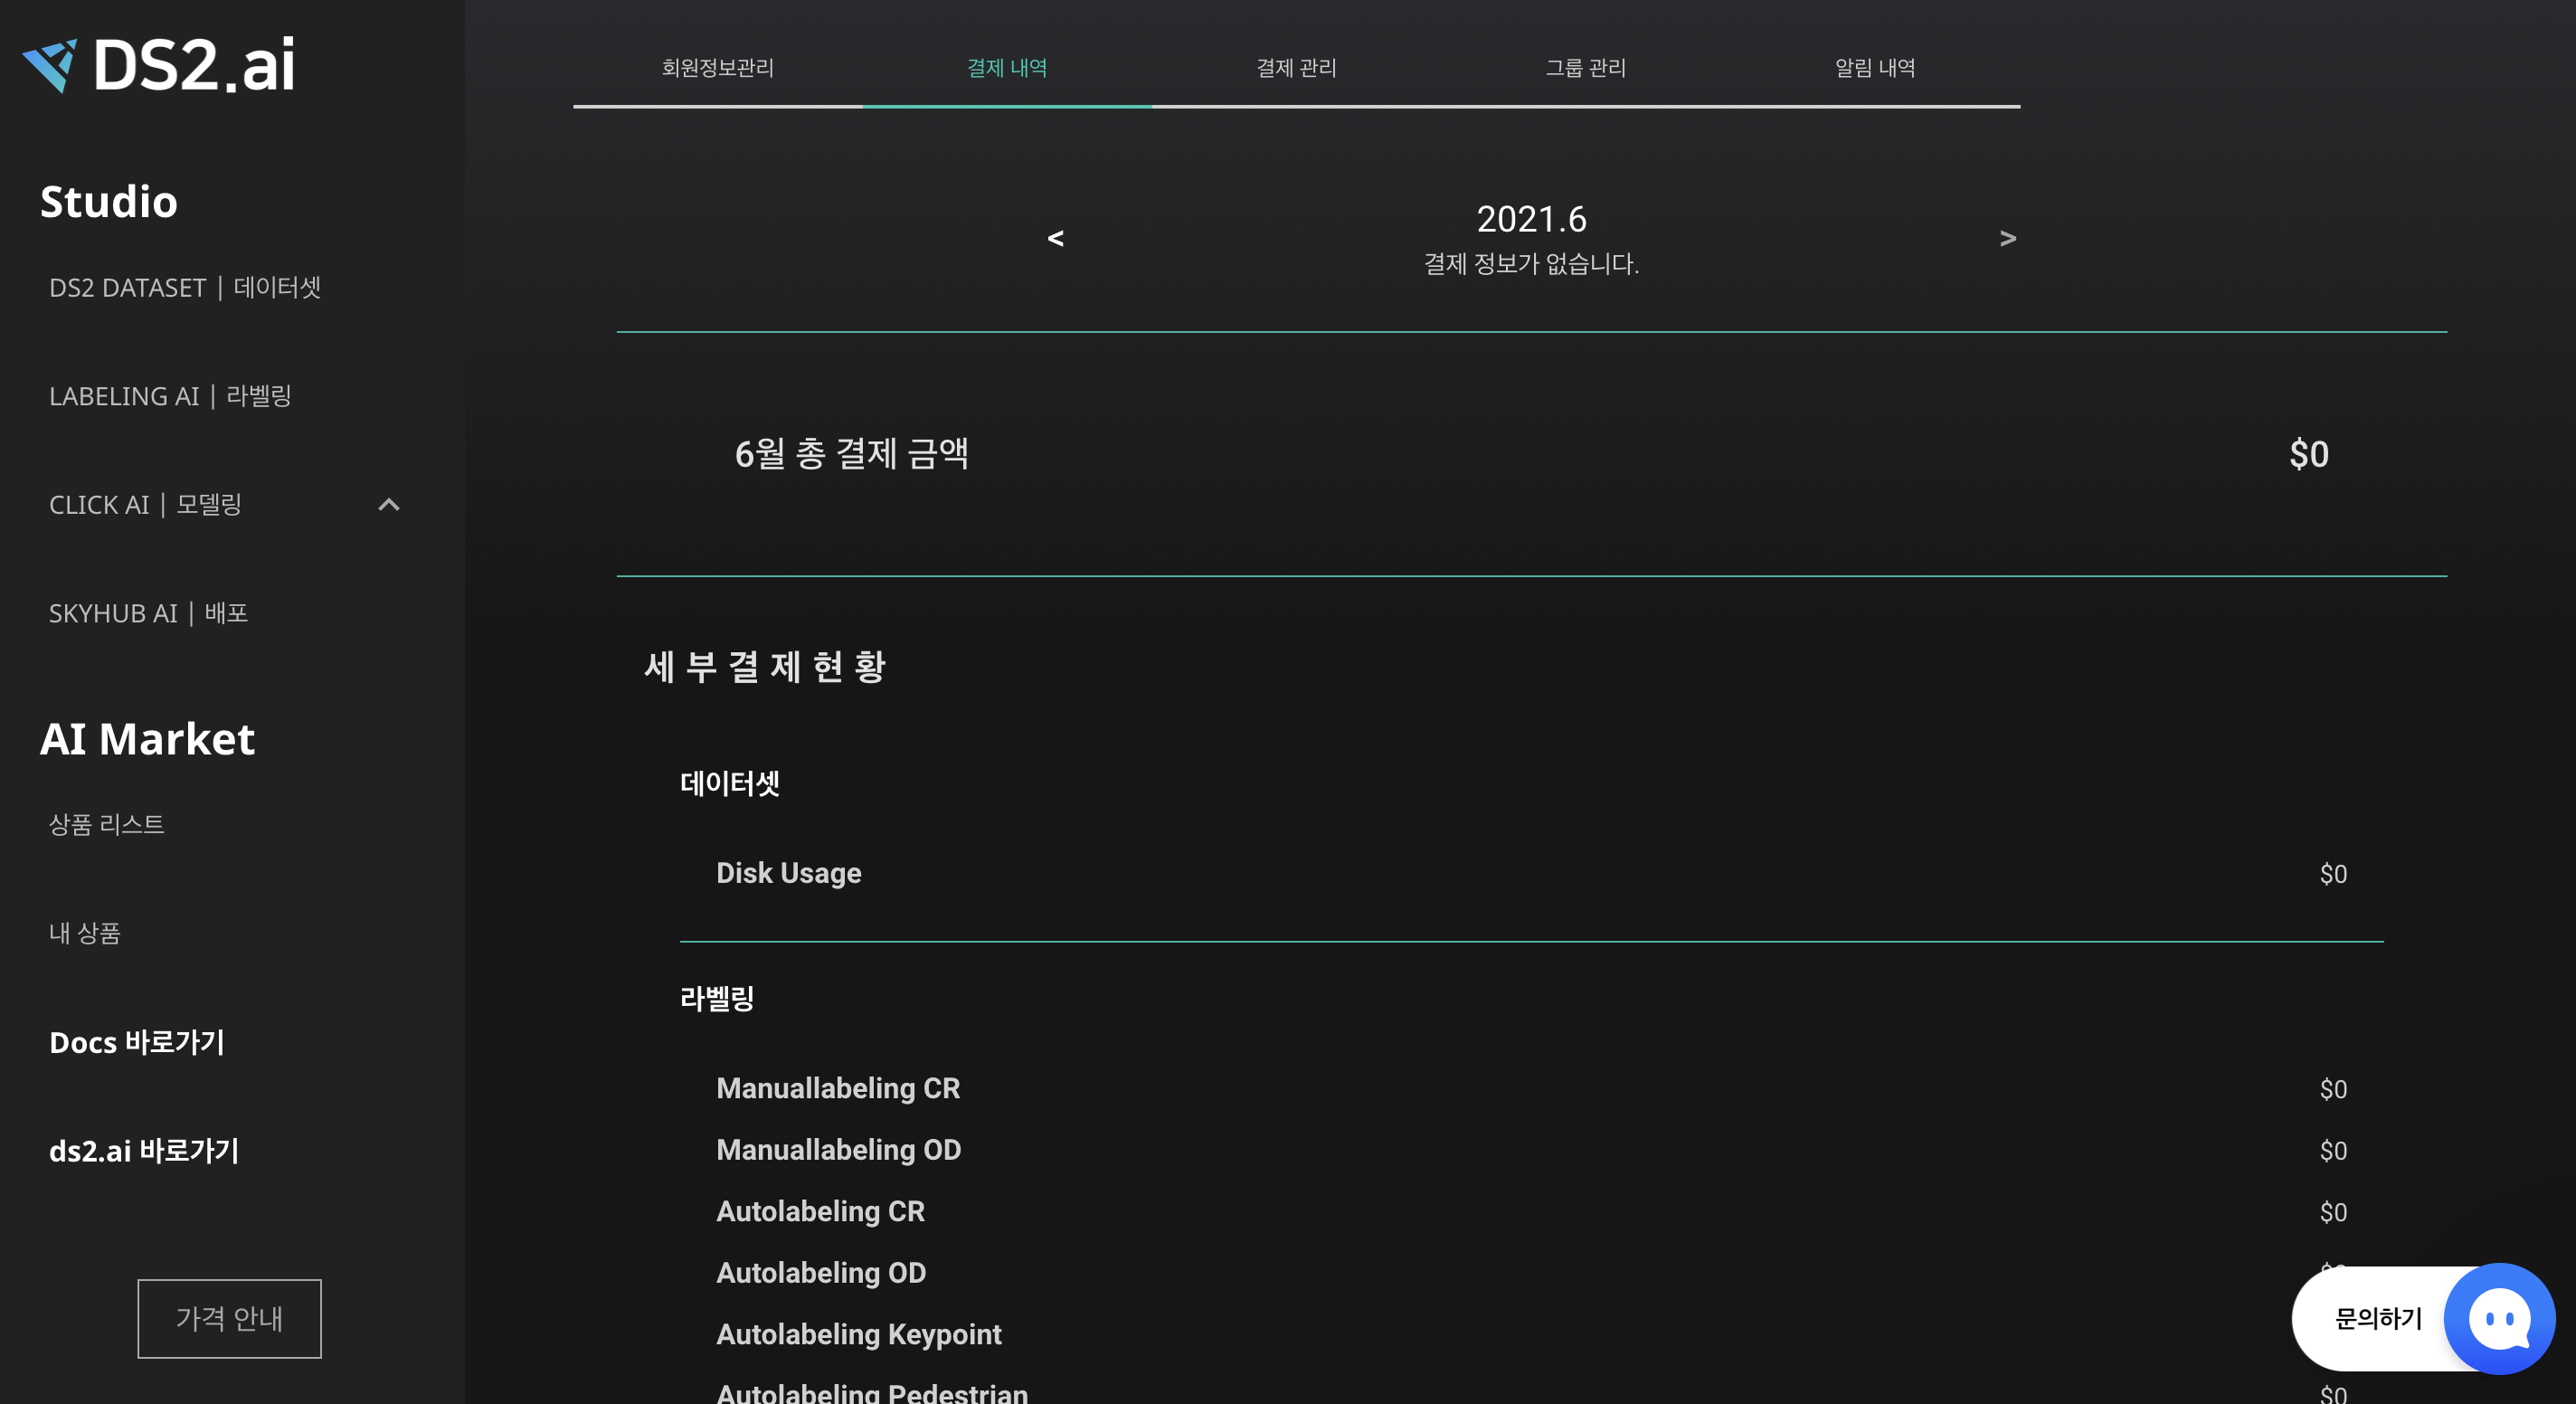 DS2.ai
Studio
DS2 DATASET | 데이터셋
LABELING AI | 라벨링
CLICK AI | 모델링
SKYHUB AI | 배포
AI Market
상품 리스트
내 상품
Docs 바로가기
ds2.ai 바로가기
가격 안내
회원정보관리 결제 내역 결제 관리 그룹 관리 알림 내역
< 2021.6 >
결제 정보가 없습니다.
6월 총 결제 금액 $0
세 부 결 제 현 황
데이터셋
Disk Usage $0
라벨링
Manuallabeling CR $0
Manuallabeling OD $0
Autolabeling CR $0
Autolabeling OD
Autolabeling Keypoint
Autolabeling Pedestrian $0
문의하기